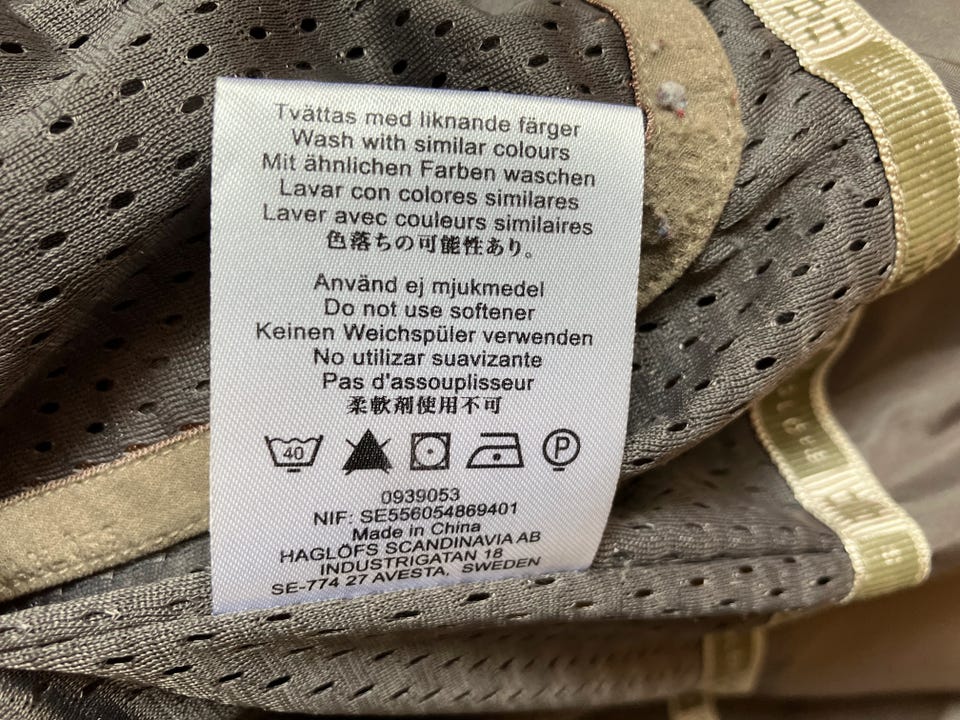 Tvättas med liknande färger
Wash with similar colours
Mit ähnlichen Farben waschen
Lavar con colores similares
Laver avec couleurs similaires
色落ちの可能性あり。
Använd ej mjukmedel
Do not use softener
Keinen Weichspüler verwenden
No utilizar suavizante
Pas d'assouplisseur
柔軟剤使用不可
40
P
0939053
NIF: SE556054869401
Made in China
HAGLÖFS SCANDINAVIA AB
INDUSTRIGATAN 18
SE-774 27 AVESTA, SWEDEN